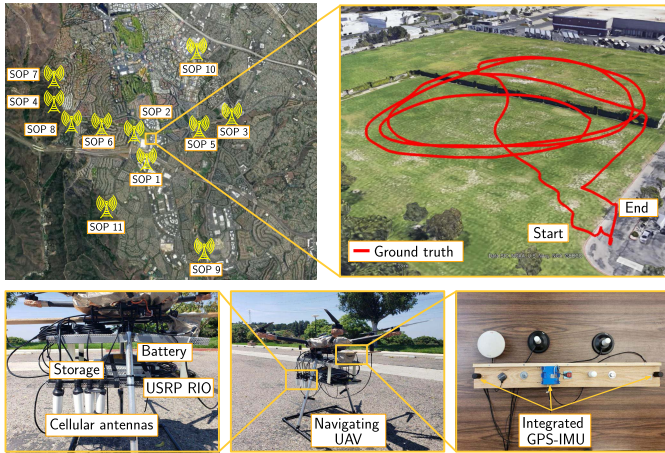 SOP 7
SOP 10
SOP 4
SOP 2
SOP 3
SOP 8
SOP 6
SOP 5
SOP 1
SOP 11
SOP 9
End
Start
Ground truth
Battery
Storage
USRP RIO
Cellular antennas
Navigating
UAV
Integrated
GPS-IMU